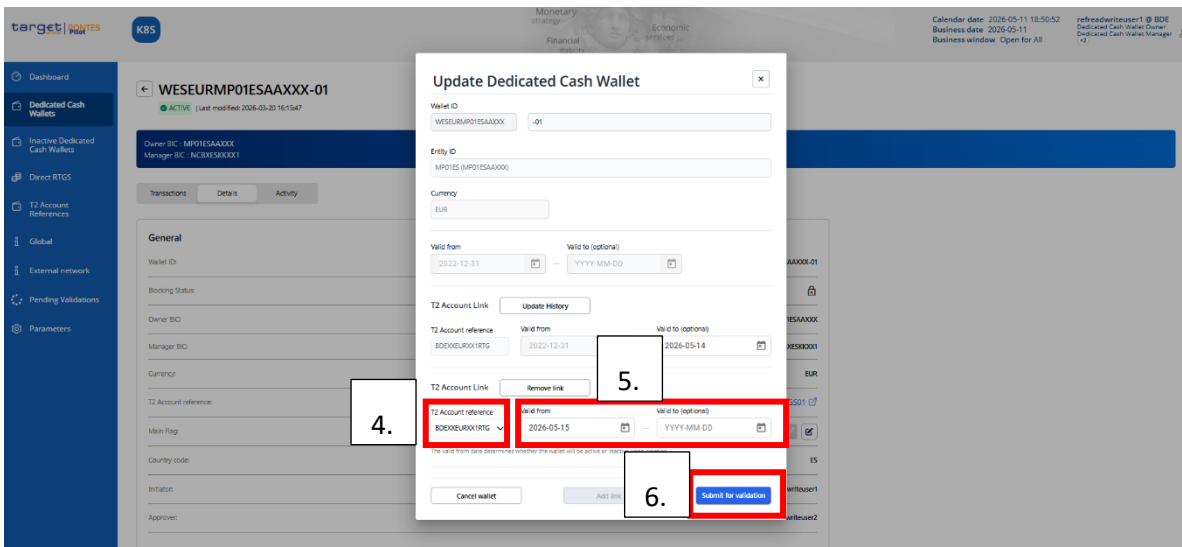 target | PONTES
Pilot
K8S
Monetary
strategy
Economic
services
Financial
stability
Calendar date 2026-05-11 18:50:52
Business date 2026-05-11
Business window Open for All
refreadwriteuser1 @ BDE
Dedicated Cash Wallet Owner
Dedicated Cash Wallet Manager
+2
Dashboard
Dedicated Cash
Wallets
Inactive Dedicated
Cash Wallets
Direct RTGS
T2 Account
References
Global
External network
Pending Validations
Parameters
WESEURMP01ESAAXXX-01
ACTIVE | Last modified: 2026-03-20 16:15:47
Owner BIC : MP01ESAAXXX
Manager BIC : NCBXESKXXX1
Transactions Details Activity
General
Wallet ID: AAXXX-01
Booking Status:
Owner BIC: 1ESAAXXX
Manager BIC: XESKXXX1
Currency: EUR
T2 Account reference: GS01
Main Flag:
Country code: ES
Initiator: writeuser1
Approver: writeuser2
Update Dedicated Cash Wallet
Wallet ID
WESEURMP01ESAAXXX -01
Entity ID
MP01ES (MP01ESAAXXX)
Currency
EUR
Valid from Valid to (optional)
2022-12-31 — YYYY-MM-DD
T2 Account Link Update History
T2 Account reference Valid from Valid to (optional)
BDEXXEURXXX1RTG 2022-12-31 2026-05-14
5.
T2 Account Link Remove link
4.
T2 Account reference Valid from Valid to (optional)
BDEXXEURXXX1RTG 2026-05-15 — YYYY-MM-DD
The valid from date determines whether the wallet will be active or inactive upon creation
6.
Cancel wallet Add link Submit for validation